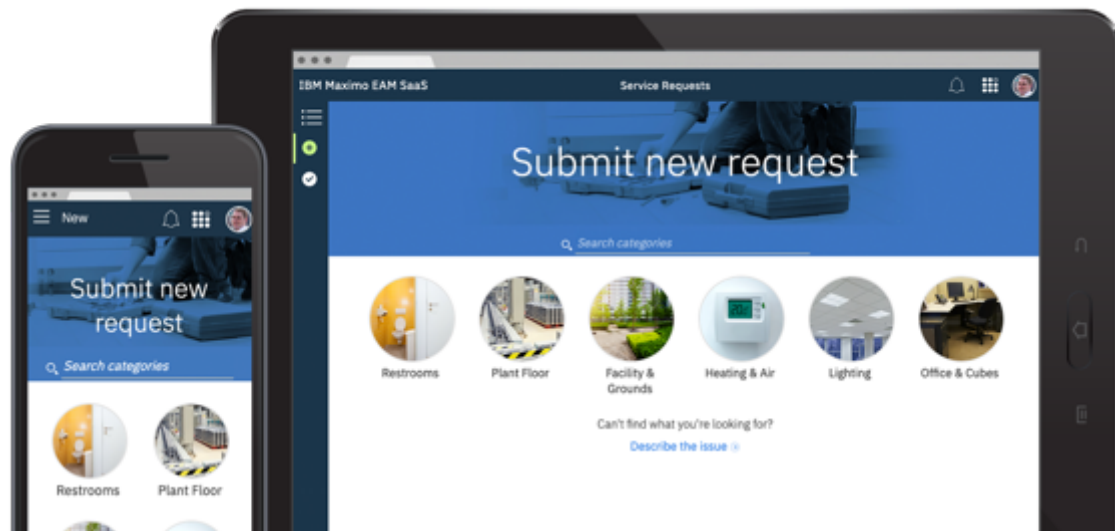 New
Submit new
request
Search categories
Restrooms
Plant Floor
IBM Maximo EAM SaaS
Service Requests
Submit new request
Search categories
Restrooms
Plant Floor
Facility &
Grounds
Heating & Air
Lighting
Office & Cubes
Can't find what you're looking for?
Describe the issue